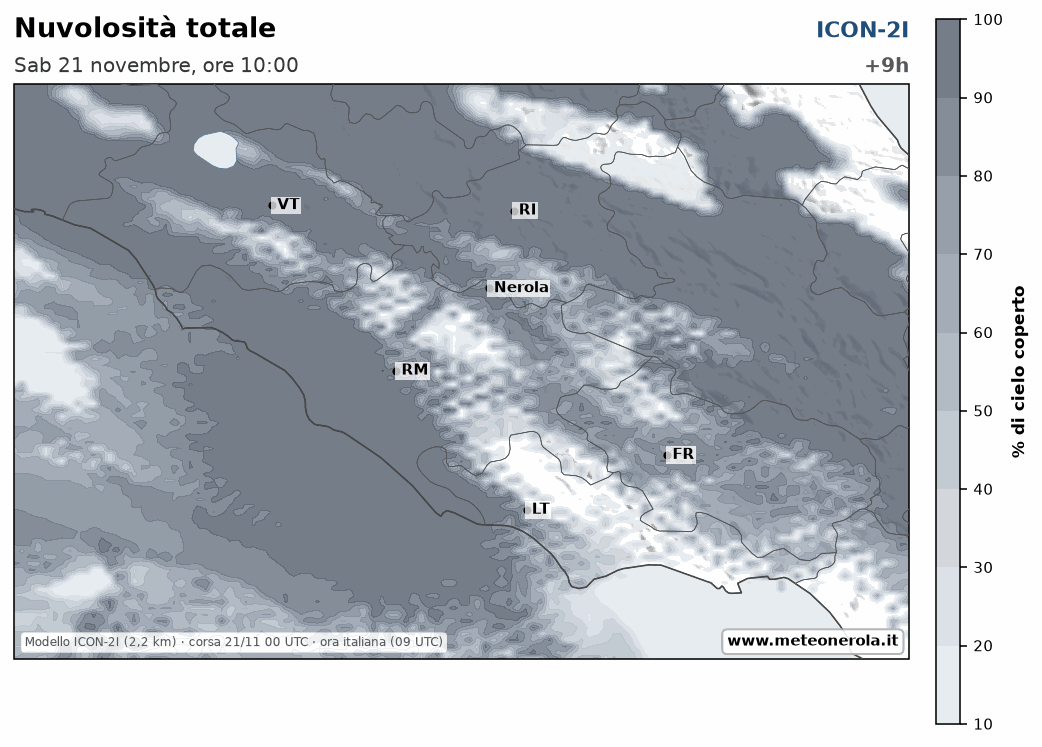 Nuvolosità totale
ICON-2I
Sab 21 novembre, ore 10:00
+9h
100
90
80
70
60
50
40
30
20
10
% di cielo coperto
VT
RI
Nerola
RM
FR
LT
Modello ICON-2I (2,2 km) · corsa 21/11 00 UTC · ora italiana (09 UTC)
www.meteonerola.it